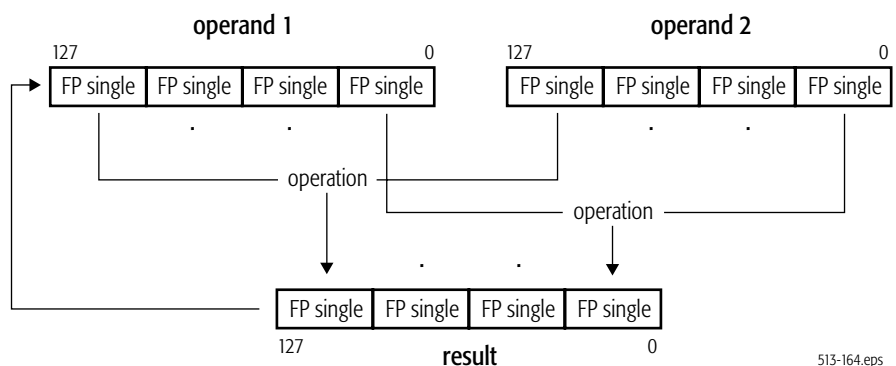 operand 1 operand 2
127 0 127 0
FP single FP single FP single FP single FP single FP single FP single FP single
. . . .
operation
operation
. .
FP single FP single FP single FP single
127 0
result
513-164.eps